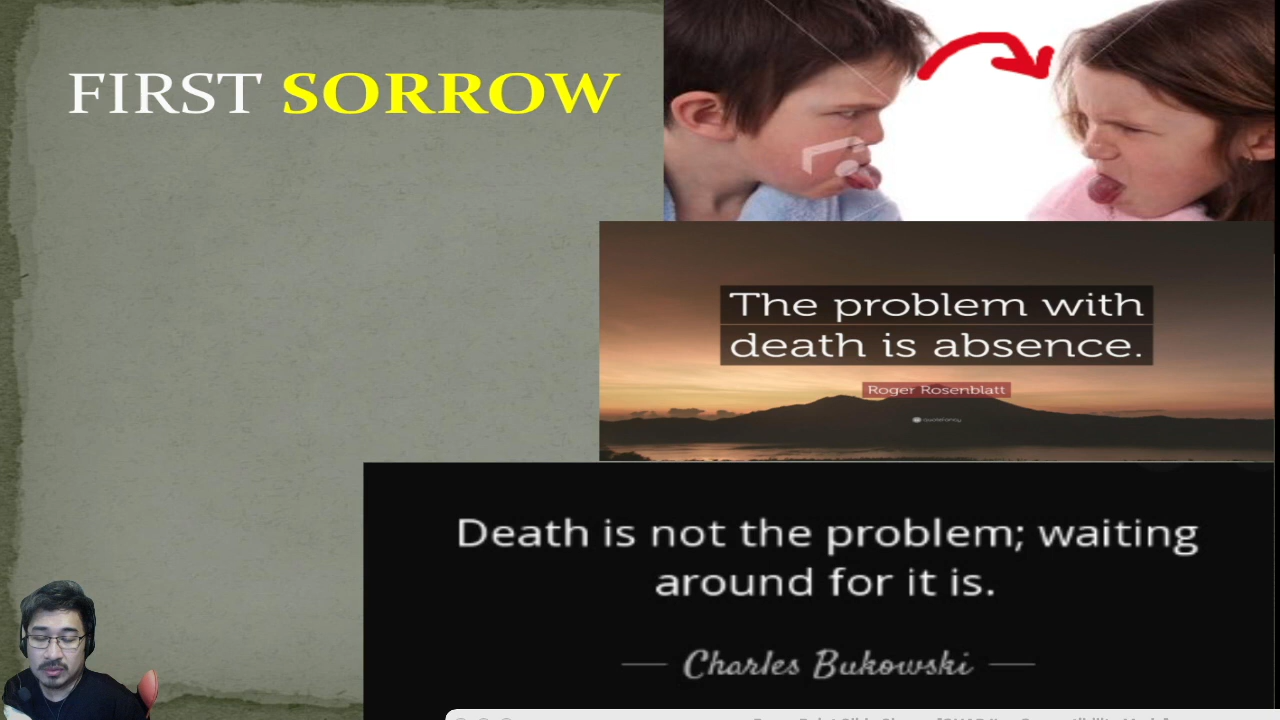 FIRST SORROW
The problem with
death is absence.
Roger Rosenblatt
quotefancy
Death is not the problem; waiting
around for it is.
Charles Bukowski